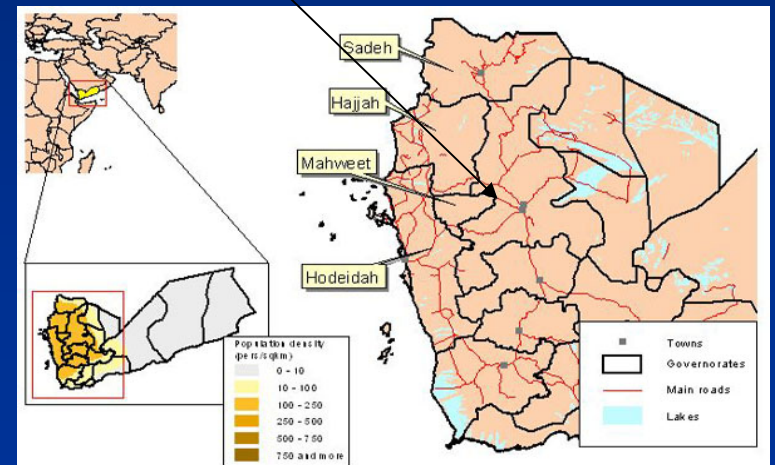 Sadeh
Hajjah
Mahweet
Hodeidah
Population density
(pers/sqkm)
0 - 10
10 - 100
100 - 250
250 - 500
500 - 750
750 and more
Towns
Governorates
Main roads
Lakes